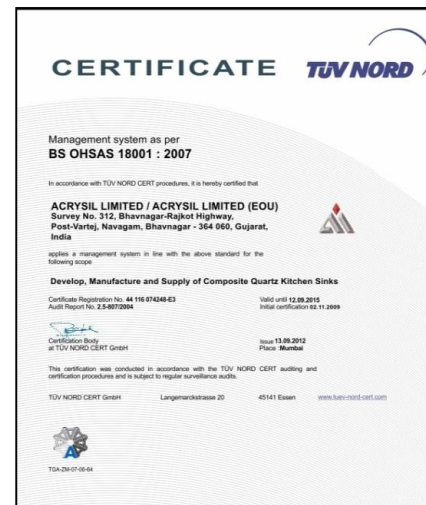 CERTIFICATE
TÜV NORD
Management system as per
BS OHSAS 18001 : 2007
In accordance with TÜV NORD CERT procedures, it is hereby certified that
ACRYSIL LIMITED / ACRYSIL LIMITED (EOU)
Survey No. 312, Bhavnagar-Rajkot Highway,
Post-Vartej, Navagam, Bhavnagar - 364 060, Gujarat,
India
applies a management system in line with the above standard for the
following scope
Develop, Manufacture and Supply of Composite Quartz Kitchen Sinks
Certificate Registration No. 44 116 074248-E3
Audit Report No. 2.5-807/2004
Valid until 12.09.2015
Initial certification 02.11.2009
Certification Body
at TÜV NORD CERT GmbH
Issue 13.09.2012
Place :Mumbai
This certification was conducted in accordance with the TÜV NORD CERT auditing and
certification procedures and is subject to regular surveillance audits.
TÜV NORD CERT GmbH Langemarckstrasse 20 45141 Essen www.tuev-nord-cert.com
A
TGA-ZM-07-06-64